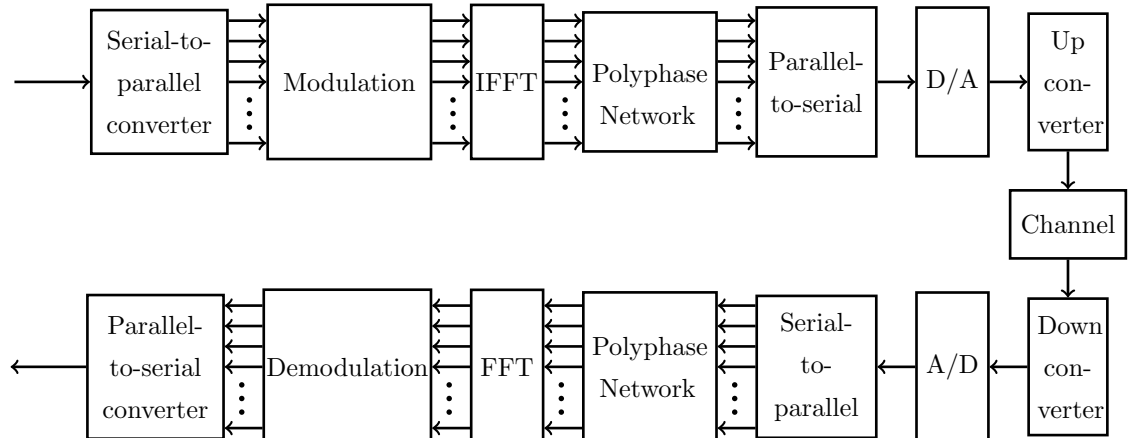 Serial-to-
parallel
converter
Modulation
IFFT
Polyphase
Network
Parallel-
to-serial
D/A
Up
con-
verter
Channel
Down
con-
verter
A/D
Serial-
to-
parallel
Polyphase
Network
FFT
Demodulation
Parallel-
to-serial
converter